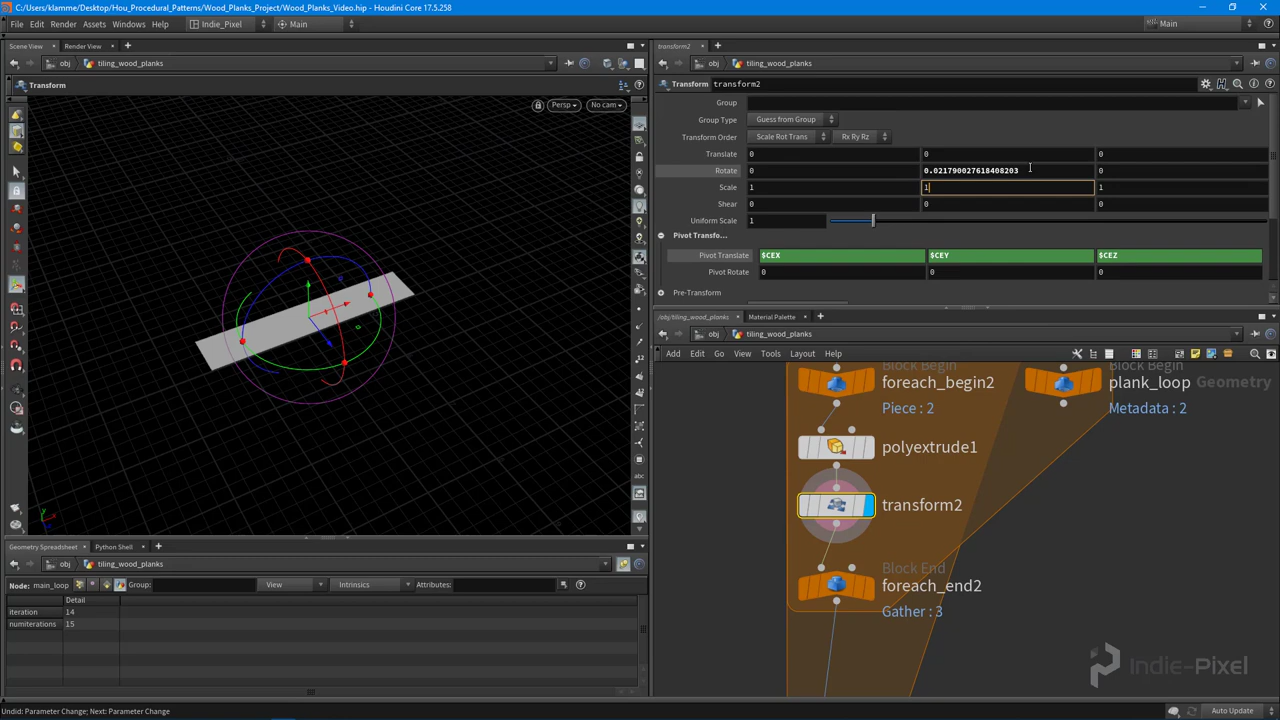 C:/Users/klamme/Desktop/Hou_Procedural_Patterns/Wood_Planks_Project/Wood_Planks_Video.hip - Houdini Core 17.5.258
File Edit Render Assets Windows Help Indie_Pixel Main Main
Scene View Render View
obj tiling_wood_planks
Transform
Persp No cam
abc
Geometry Spreadsheet Python Shell
obj tiling_wood_planks
Node: main_loop Group: View Intrinsics Attributes:
Detail
iteration 14
numiterations 15
transform2
obj tiling_wood_planks
Transform transform2
Group
Group Type Guess from Group
Transform Order Scale Rot Trans Rx Ry Rz
Translate 0 0 0
Rotate 0 0.021790027618408203 0
Scale 1 1 1
Shear 0 0 0
Uniform Scale 1
Pivot Transfo...
Pivot Translate $CEX $CEY $CEZ
Pivot Rotate 0 0 0
Pre-Transform
/obj/tiling_wood_planks Material Palette
obj tiling_wood_planks
Add Edit Go View Tools Layout Help
Block Begin
foreach_begin2
Piece : 2
Block Begin
plank_loop
Metadata : 2
Geometry
polyextrude1
transform2
Block End
foreach_end2
Gather : 3
Indie-Pixel
Undid: Parameter Change; Next: Parameter Change
Auto Update